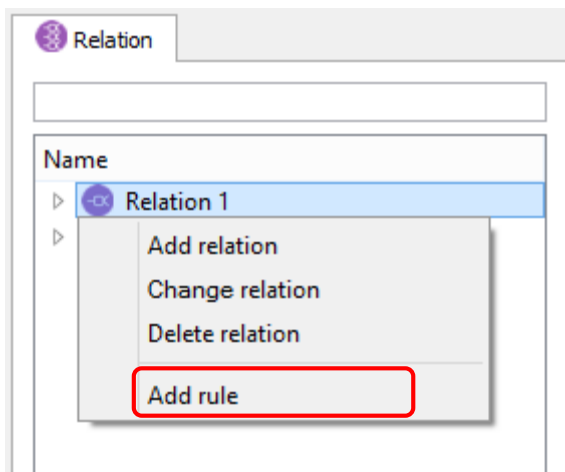 Relation
Name
Relation 1
Add relation
Change relation
Delete relation
Add rule